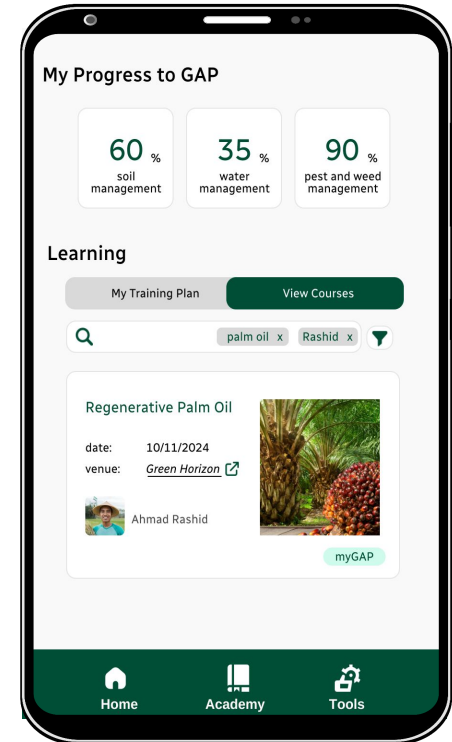 My Progress to GAP
60 %
soil
management
35 %
water
management
90 %
pest and weed
management
Learning
My Training Plan
View Courses
palm oil x
Rashid x
Regenerative Palm Oil
date: 10/11/2024
venue: Green Horizon
Ahmad Rashid
myGAP
Home
Academy
Tools